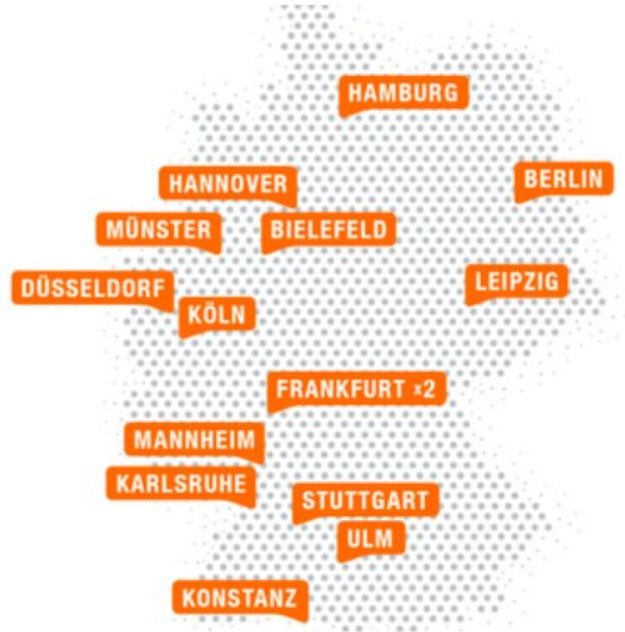 HAMBURG
HANNOVER
BERLIN
MÜNSTER
BIELEFELD
DÜSSELDORF
LEIPZIG
KÖLN
FRANKFURT x2
MANNHEIM
KARLSRUHE
STUTTGART
ULM
KONSTANZ